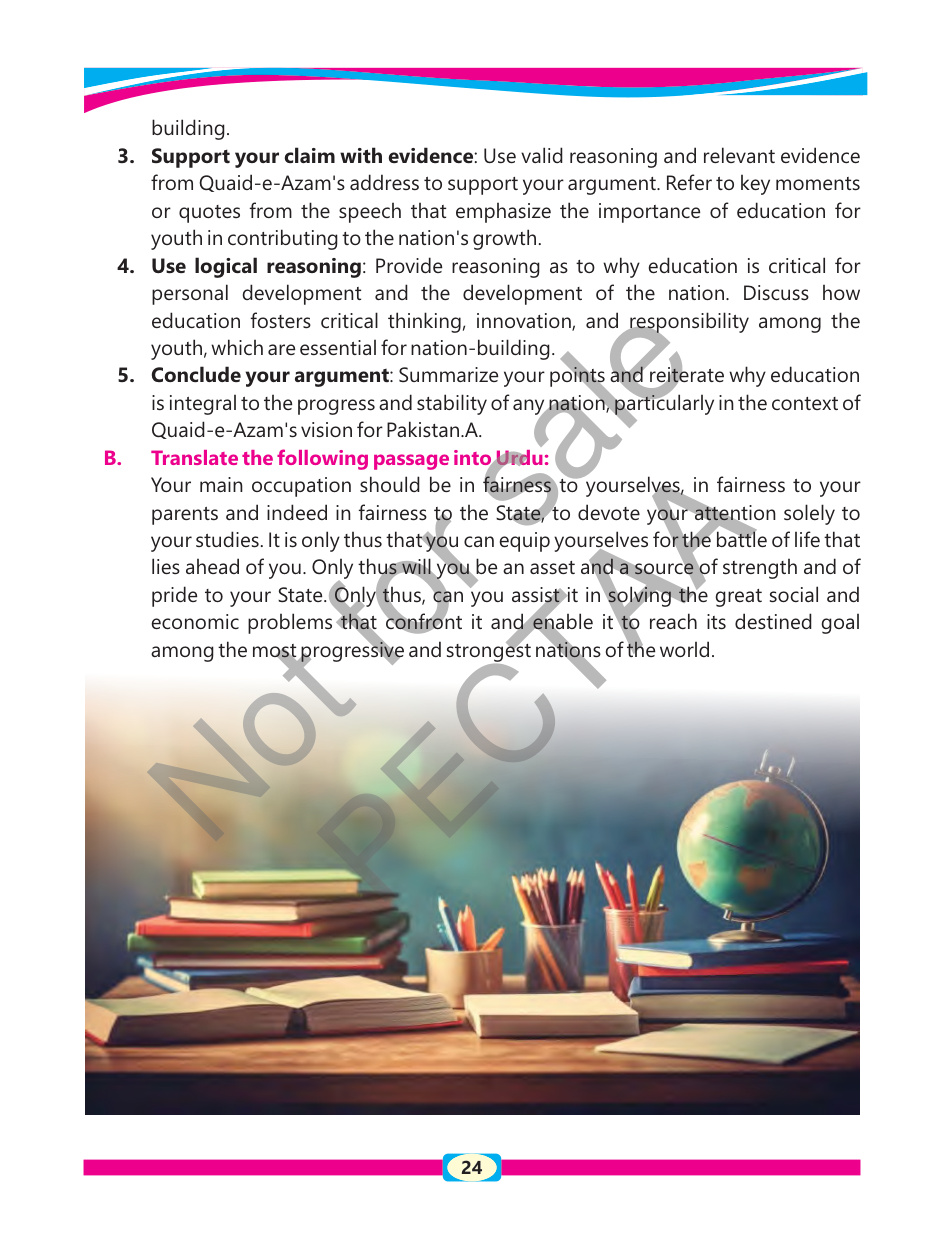 building.
3. Support your claim with evidence: Use valid reasoning and relevant evidence
from Quaid-e-Azam's address to support your argument. Refer to key moments
or quotes from the speech that emphasize the importance of education for
youth in contributing to the nation's growth.
4. Use logical reasoning: Provide reasoning as to why education is critical for
personal development and the development of the nation. Discuss how
education fosters critical thinking, innovation, and responsibility among the
youth, which are essential for nation-building.
5. Conclude your argument: Summarize your points and reiterate why education
is integral to the progress and stability of any nation, particularly in the context of
Quaid-e-Azam's vision for Pakistan.A.
B. Translate the following passage into Urdu:
Your main occupation should be in fairness to yourselves, in fairness to your
parents and indeed in fairness to the State, to devote your attention solely to
your studies. It is only thus that you can equip yourselves for the battle of life that
lies ahead of you. Only thus will you be an asset and a source of strength and of
pride to your State. Only thus, can you assist it in solving the great social and
economic problems that confront it and enable it to reach its destined goal
among the most progressive and strongest nations of the world.
Not for sale
PECTAA
24